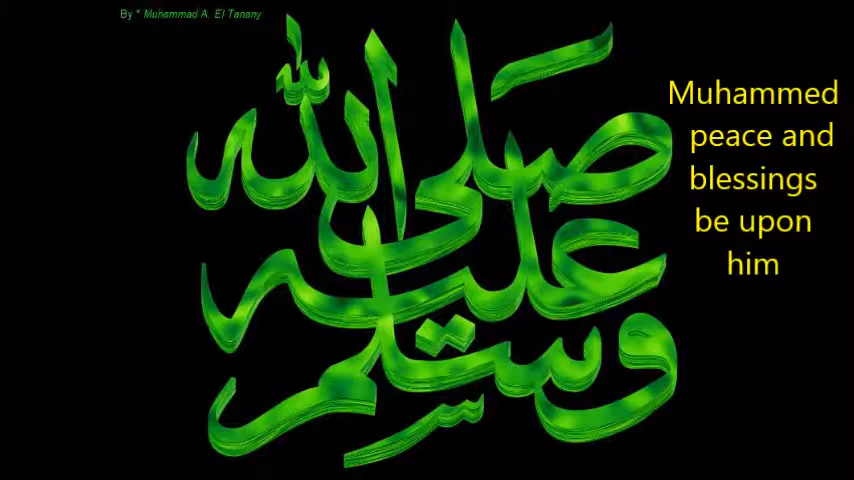 By * Muhammad A. El Tanany
صلى الله
عليه
وسلم
Muhammed
peace and
blessings
be upon
him